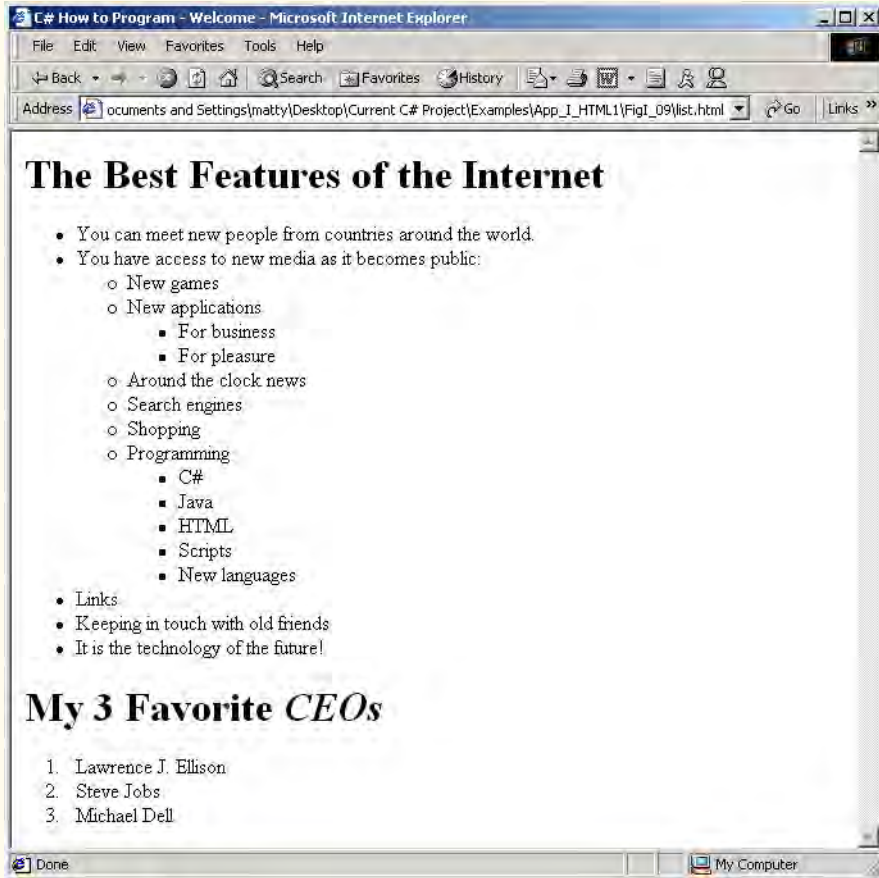 C# How to Program - Welcome - Microsoft Internet Explorer
File Edit View Favorites Tools Help
Back Search Favorites History
Address ocuments and Settings\matty\Desktop\Current C# Project\Examples\App_I_HTML1\FigI_09\list.html Go Links »
The Best Features of the Internet
• You can meet new people from countries around the world.
• You have access to new media as it becomes public:
o New games
o New applications
▪ For business
▪ For pleasure
o Around the clock news
o Search engines
o Shopping
o Programming
▪ C#
▪ Java
▪ HTML
▪ Scripts
▪ New languages
• Links
• Keeping in touch with old friends
• It is the technology of the future!
My 3 Favorite CEOs
1. Lawrence J. Ellison
2. Steve Jobs
3. Michael Dell
Done My Computer